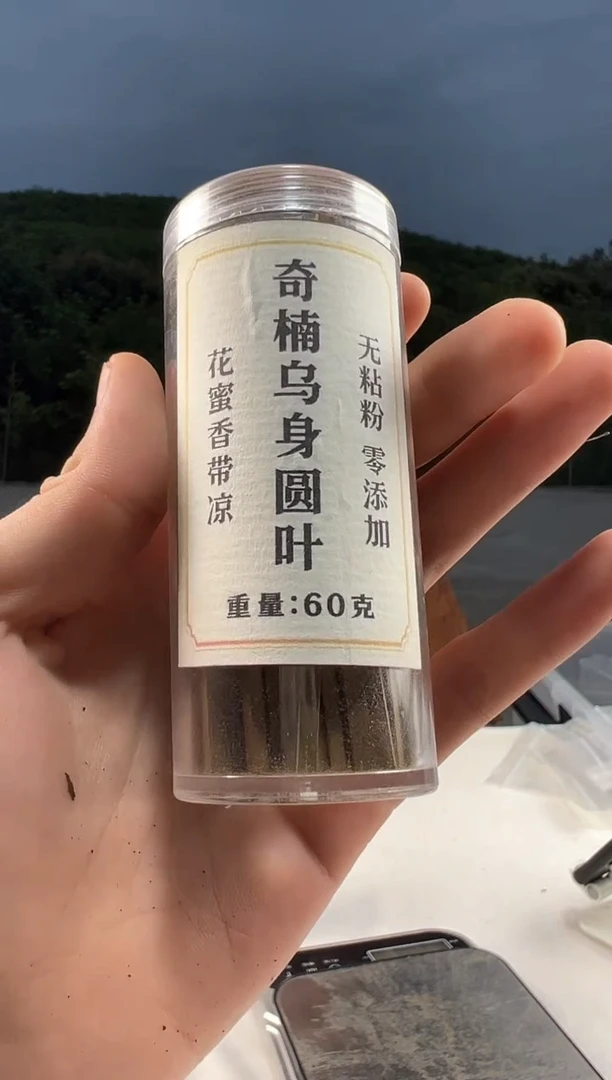 无粘粉 零添加
奇楠乌身圆叶
花蜜香带凉
重量:60克